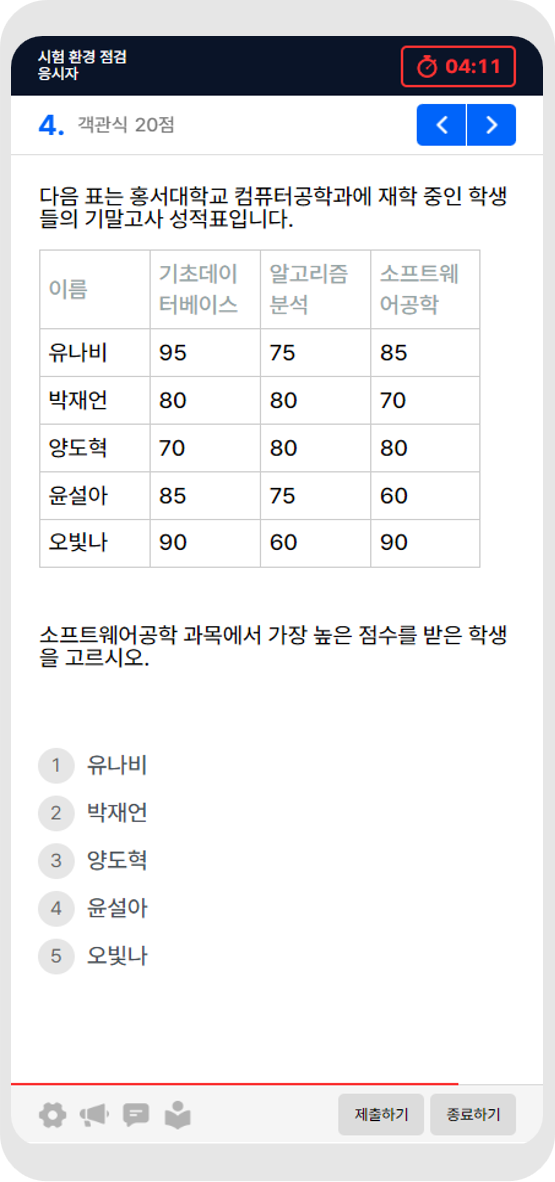 시험 환경 점검
응시자
04:11
4. 객관식 20점
다음 표는 홍서대학교 컴퓨터공학과에 재학 중인 학생
들의 기말고사 성적표입니다.
이름 기초데이터베이스 알고리즘분석 소프트웨어공학
유나비 95 75 85
박재언 80 80 70
양도혁 70 80 80
윤설아 85 75 60
오빛나 90 60 90
소프트웨어공학 과목에서 가장 높은 점수를 받은 학생
을 고르시오.
1 유나비
2 박재언
3 양도혁
4 윤설아
5 오빛나
제출하기 종료하기